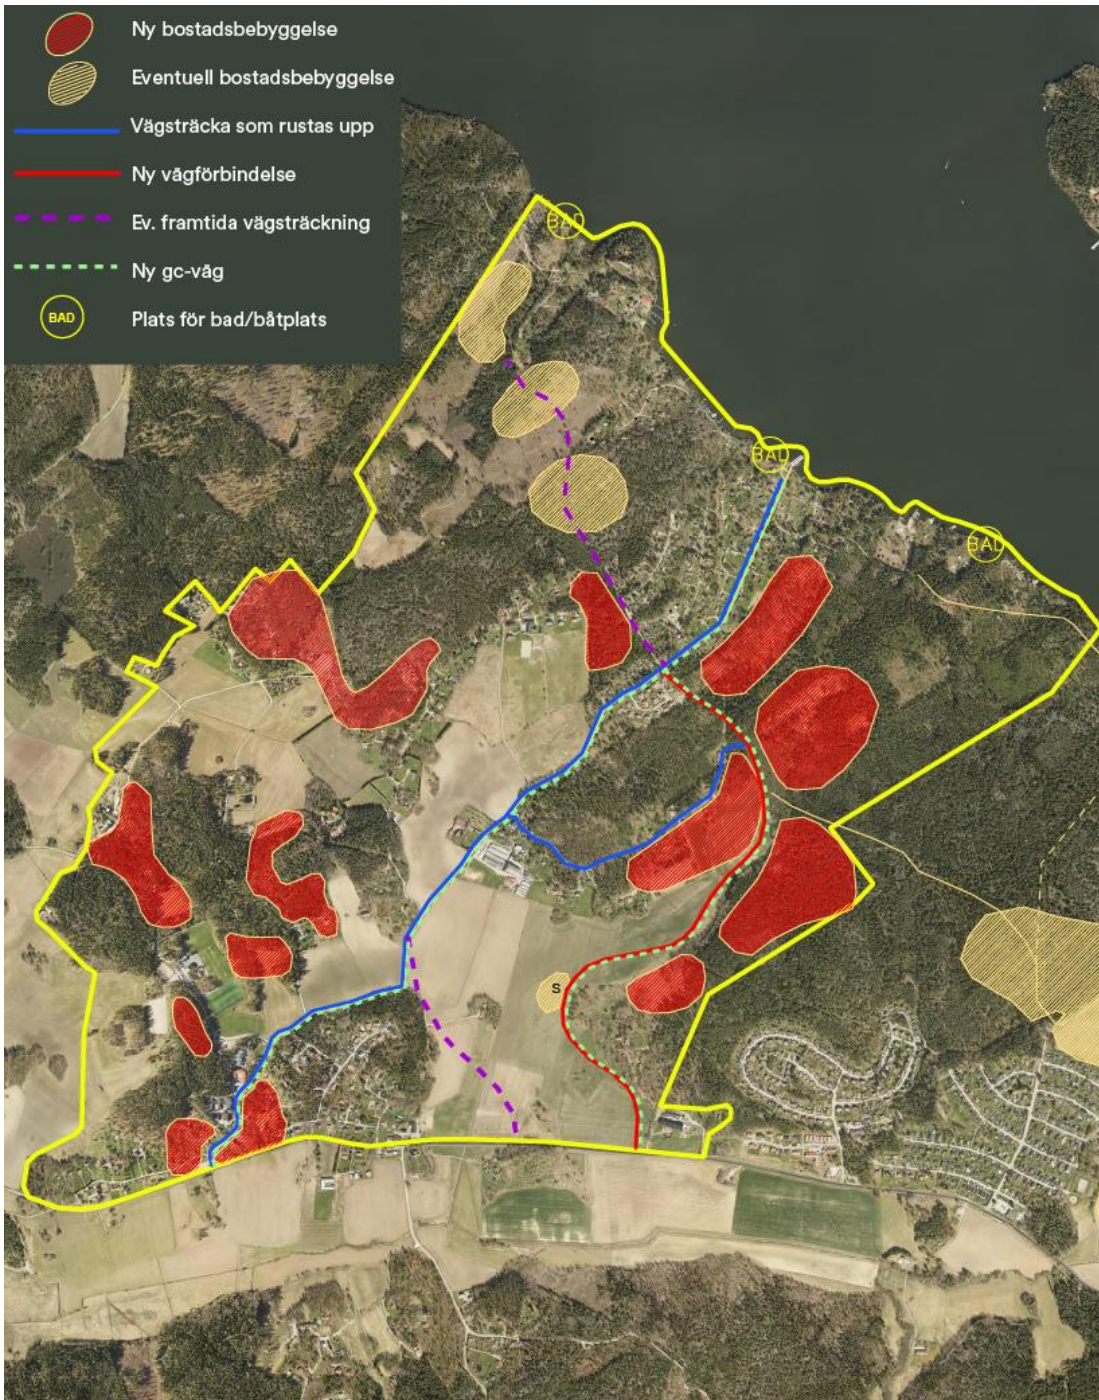 Ny bostadsbebyggelse
Eventuell bostadsbebyggelse
Vägsträcka som rustas upp
Ny vägförbindelse
Ev. framtida vägsträckning
Ny gc-väg
BAD Plats för bad/båtplats
BAD
BAD
BAD
S